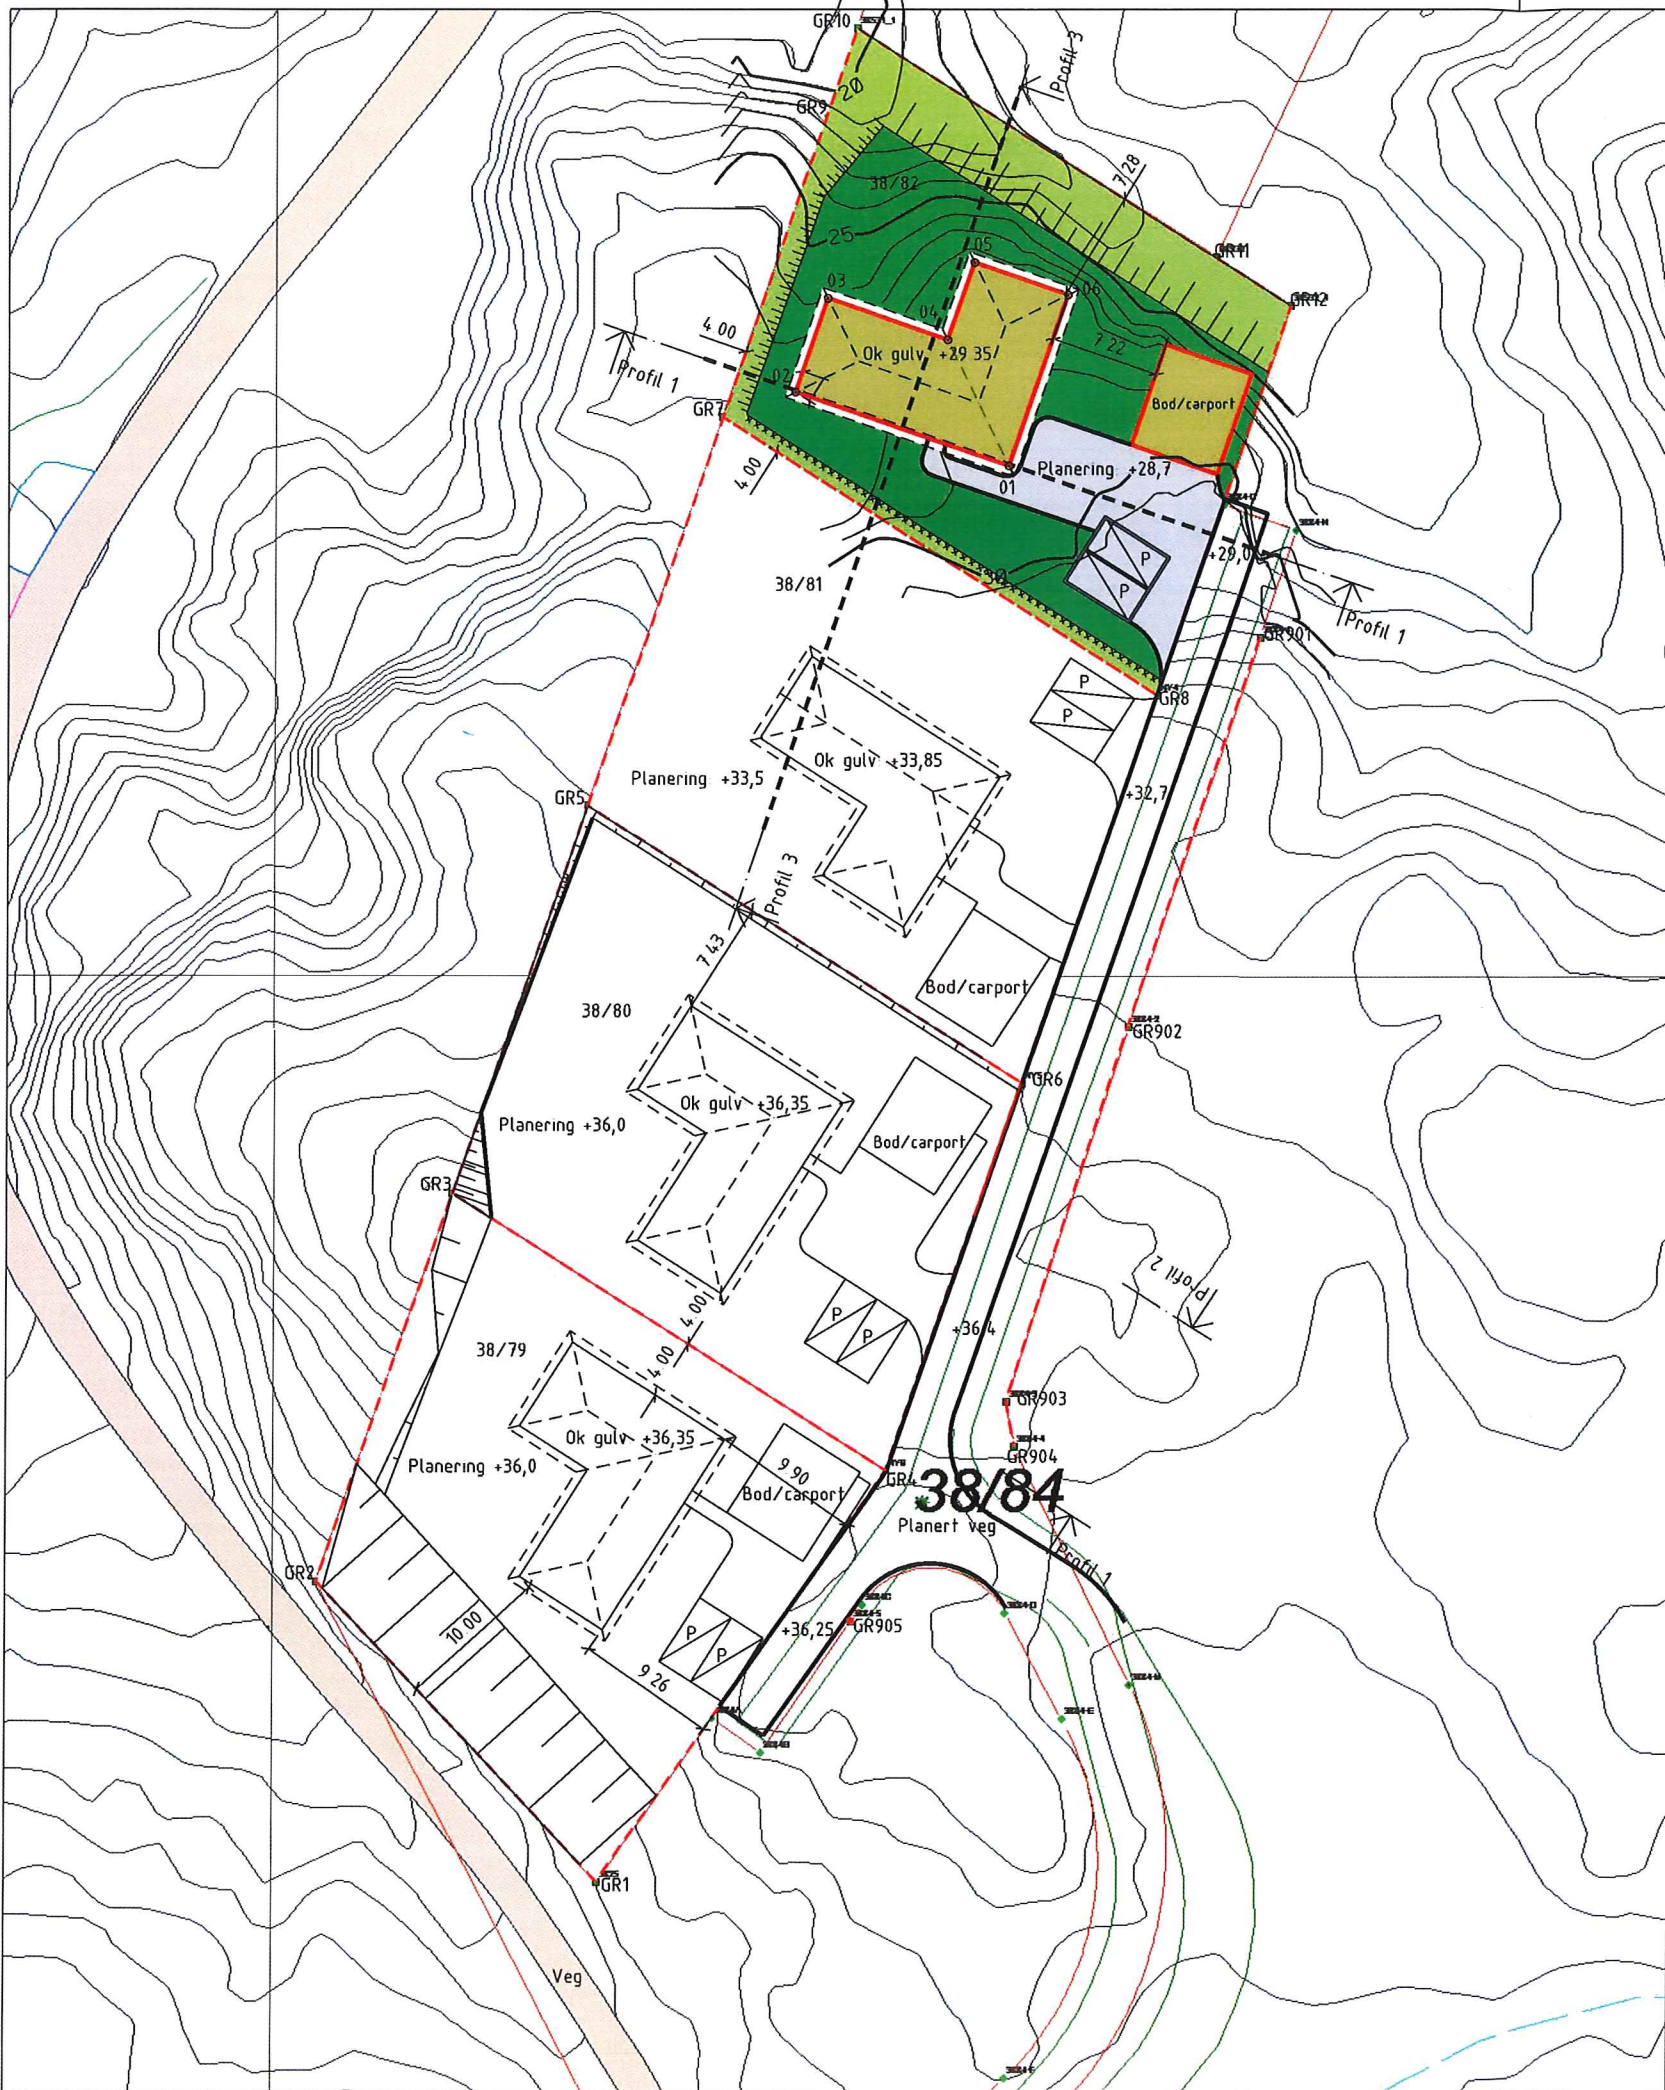 GR10
Profil 3
20
GR9
38/82
7 28
25
GR11
GR12
05
03
06
04
4 00
Profil 1
Ok gulv +29 35
7 22
02
Bod/carport
GR7
4 00
Planering +28,7
01
+29,0
P
P
30
38/81
Profil 1
GR901
P
P
GR8
Ok gulv +33,85
Planering +33,5
+32,7
GR5
Profil 3
7 43
Bod/carport
38/80
GR902
GR6
Ok gulv +36,35
Planering +36,0
Bod/carport
GR3
Profil 2
4.00
P
P
+36,4
38/79
4 00
GR903
Ok gulv +36,35
GR904
Planering +36,0
9 90
GR4
38/84
Bod/carport
Planert veg
Profil 1
GR2
10.00
+36,25
GR905
P
P
9 26
GR1
Veg